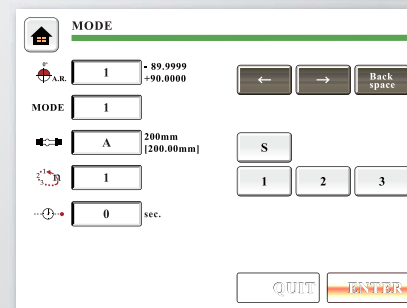 MODE
0°
A.R.
1
- 89.9999
+90.0000
← → Back space
MODE
1
A
200mm
[200.00mm]
S
n
1
1 2 3
0
sec.
QUIT ENTER